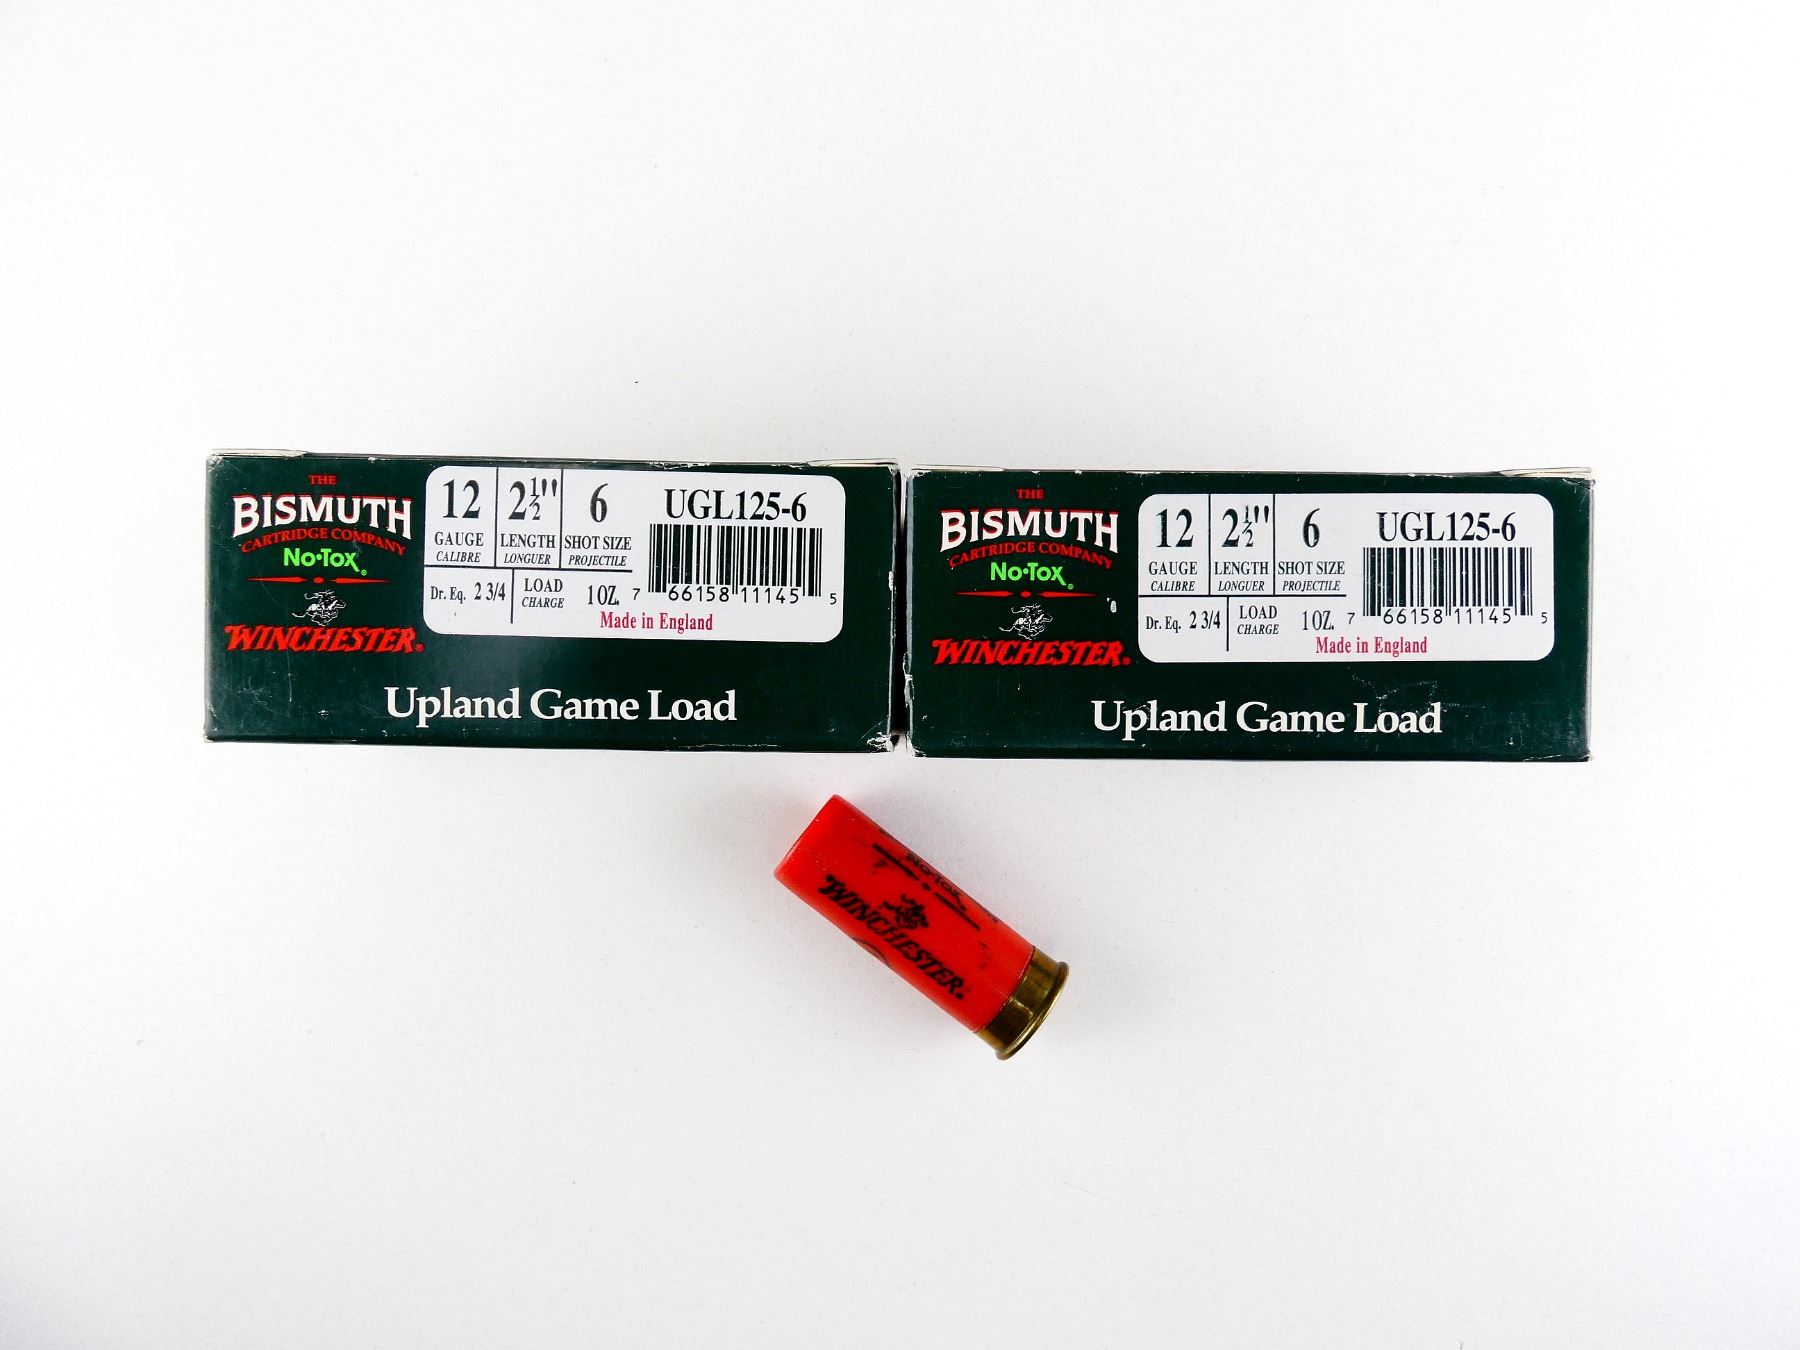 THE
BISMUTH
CARTRIDGE COMPANY
No•Tox®
WINCHESTER®
12
GAUGE
CALIBRE
2 1/2"
LENGTH
LONGUER
6
SHOT SIZE
PROJECTILE
UGL125-6
Dr. Eq. 2 3/4
LOAD
CHARGE
1OZ.
7 66158 11145 5
Made in England
Upland Game Load
THE
BISMUTH
CARTRIDGE COMPANY
No•Tox®
WINCHESTER®
12
GAUGE
CALIBRE
2 1/2"
LENGTH
LONGUER
6
SHOT SIZE
PROJECTILE
UGL125-6
Dr. Eq. 2 3/4
LOAD
CHARGE
1OZ.
7 66158 11145 5
Made in England
Upland Game Load
No•Tox
WINCHESTER®